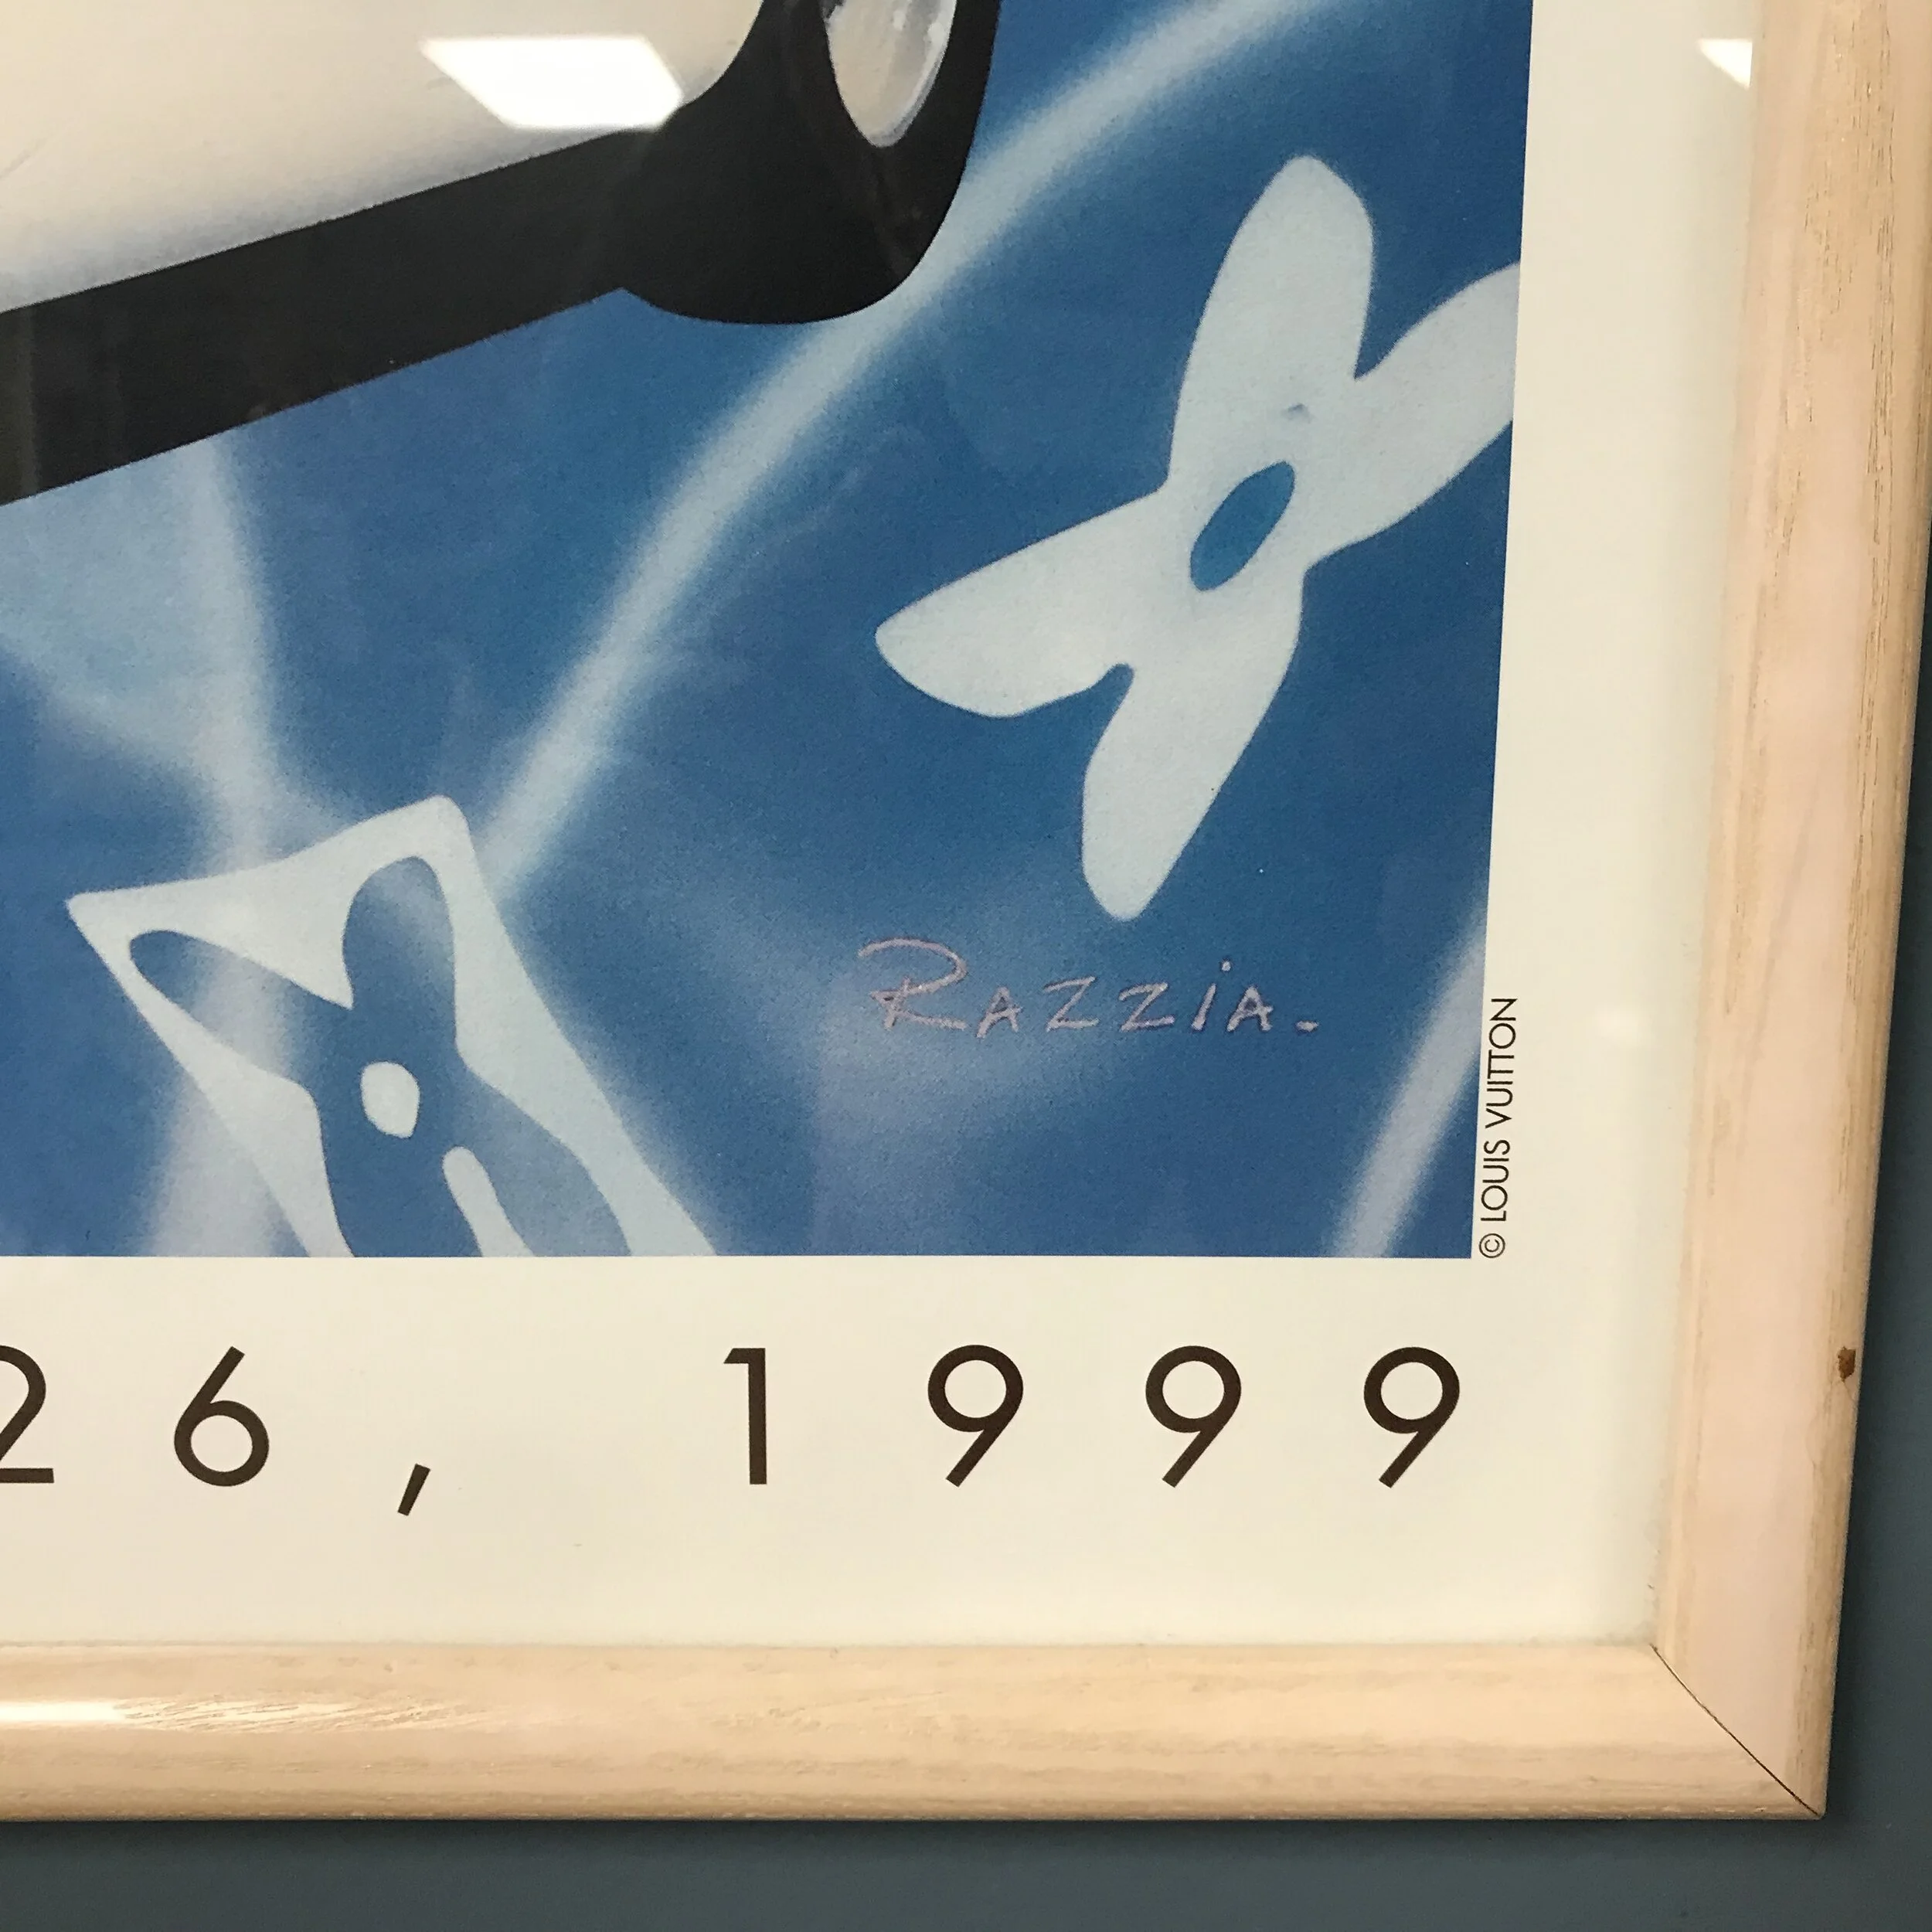 RAZZiA.
© LOUIS VUITTON
26, 1999